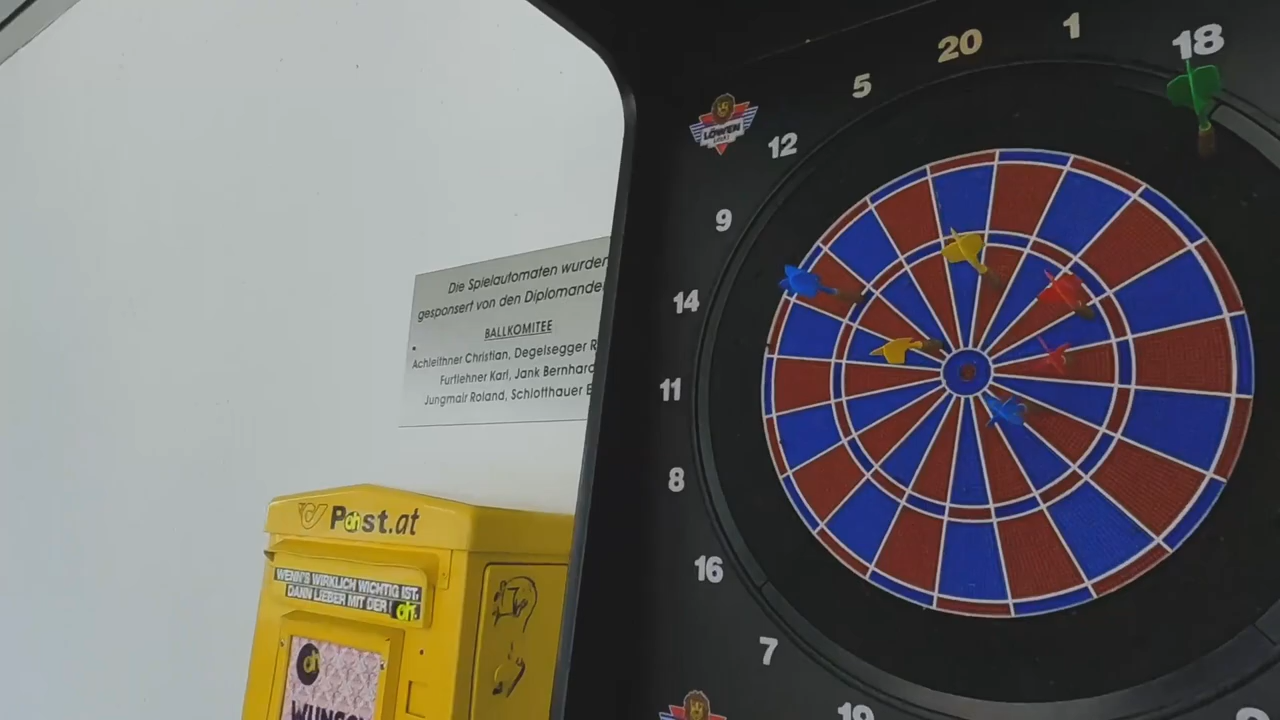 Die Spielautomaten wurden
gesponsert von den
BALLKOMITEE
Achleithner Christian, Degelsegger R
Furtlehner Karl, Jank Bernhard
Jungmair Roland, Schlotthauer
Post.at
WENN'S WIRKLICH WICHTIG IST,
DANN LIEBER MIT DER
LÖWEN
20
1
18
5
12
9
14
11
8
16
7
19